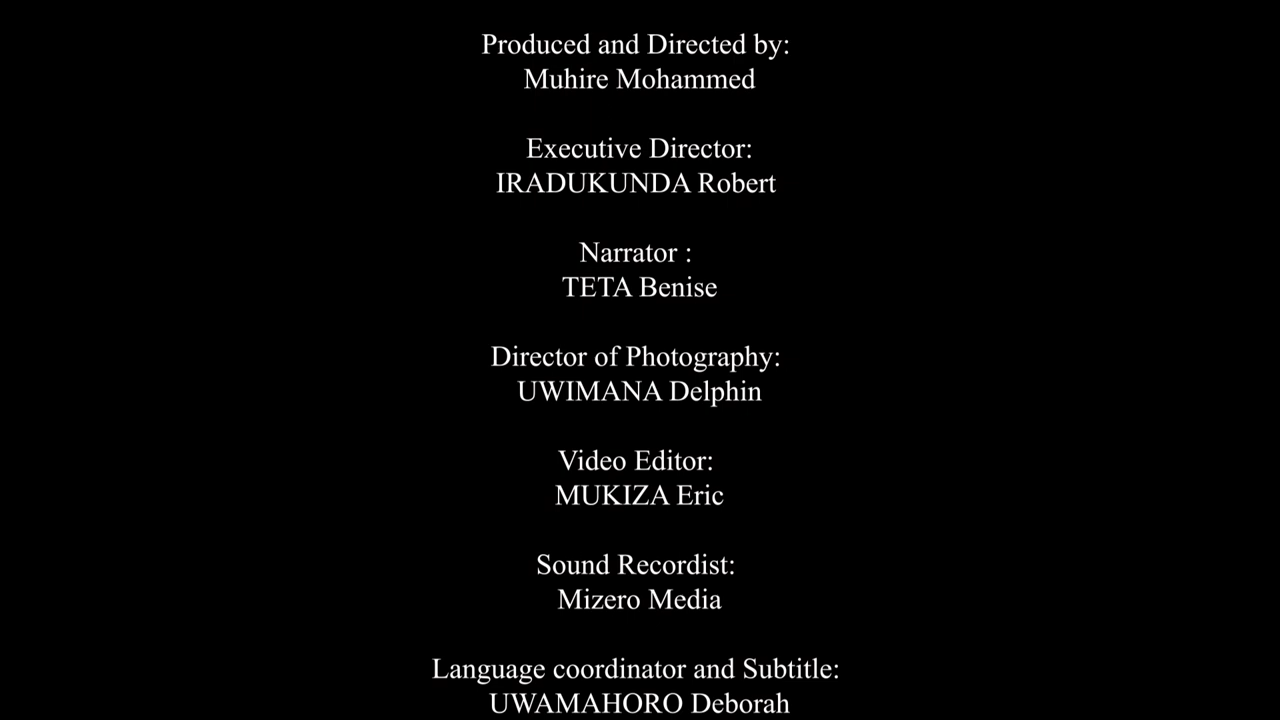 Produced and Directed by:
Muhire Mohammed
Executive Director:
IRADUKUNDA Robert
Narrator :
TETA Benise
Director of Photography:
UWIMANA Delphin
Video Editor:
MUKIZA Eric
Sound Recordist:
Mizero Media
Language coordinator and Subtitle:
UWAMAHORO Deborah